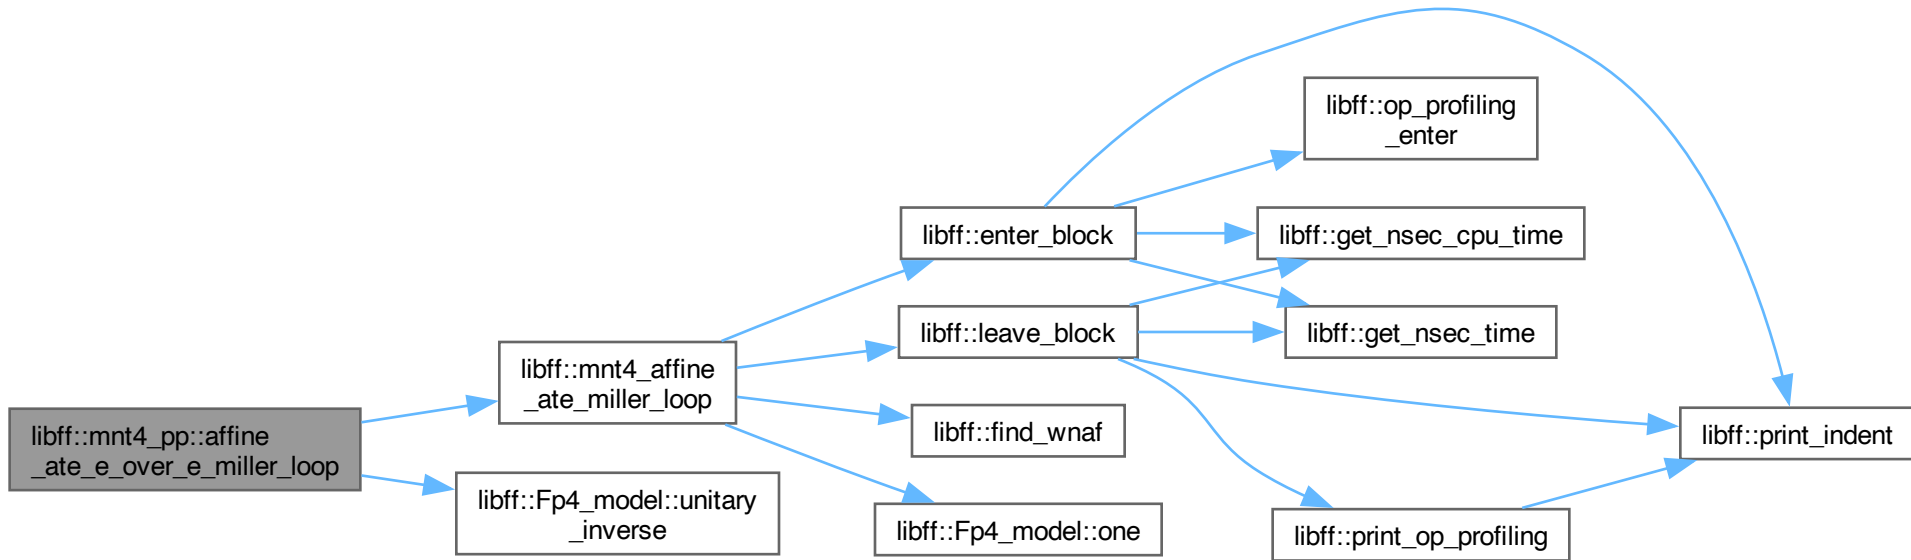 libff::mnt4_pp::affine
_ate_e_over_e_miller_loop
libff::mnt4_affine
_ate_miller_loop
libff::Fp4_model::unitary
_inverse
libff::enter_block
libff::leave_block
libff::find_wnaf
libff::Fp4_model::one
libff::op_profiling
_enter
libff::get_nsec_cpu_time
libff::get_nsec_time
libff::print_op_profiling
libff::print_indent